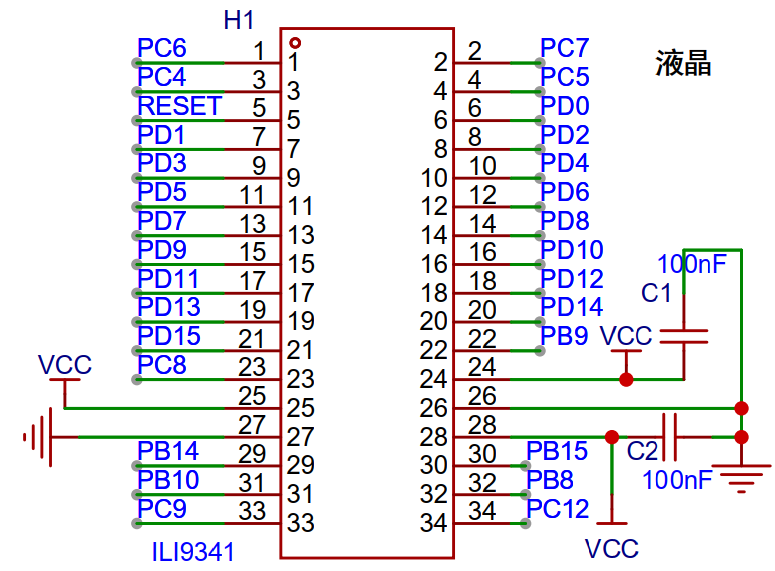 H1
液晶
PC6 1 1 2 2 PC7
PC4 3 3 4 4 PC5
RESET 5 5 6 6 PD0
PD1 7 7 8 8 PD2
PD3 9 9 10 10 PD4
PD5 11 11 12 12 PD6
PD7 13 13 14 14 PD8
PD9 15 15 16 16 PD10
100nF
PD11 17 17 18 18 PD12
C1
PD13 19 19 20 20 PD14
PD15 21 21 22 22 PB9
VCC
PC8 23 23 24 24
VCC
25 25 26 26
27 27 28 28
PB14 29 29 30 30 PB15
C2
100nF
PB10 31 31 32 32 PB8
PC9 33 33 34 34 PC12
VCC
ILI9341